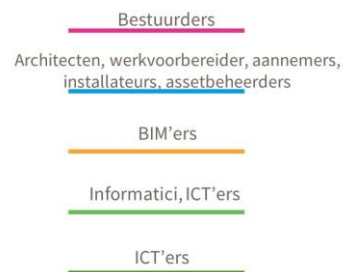 Bestuurders
Architecten, werkvoorbereider, aannemers,
installateurs, assetbeheerders
BIM'ers
Informatici, ICT'ers
ICT'ers